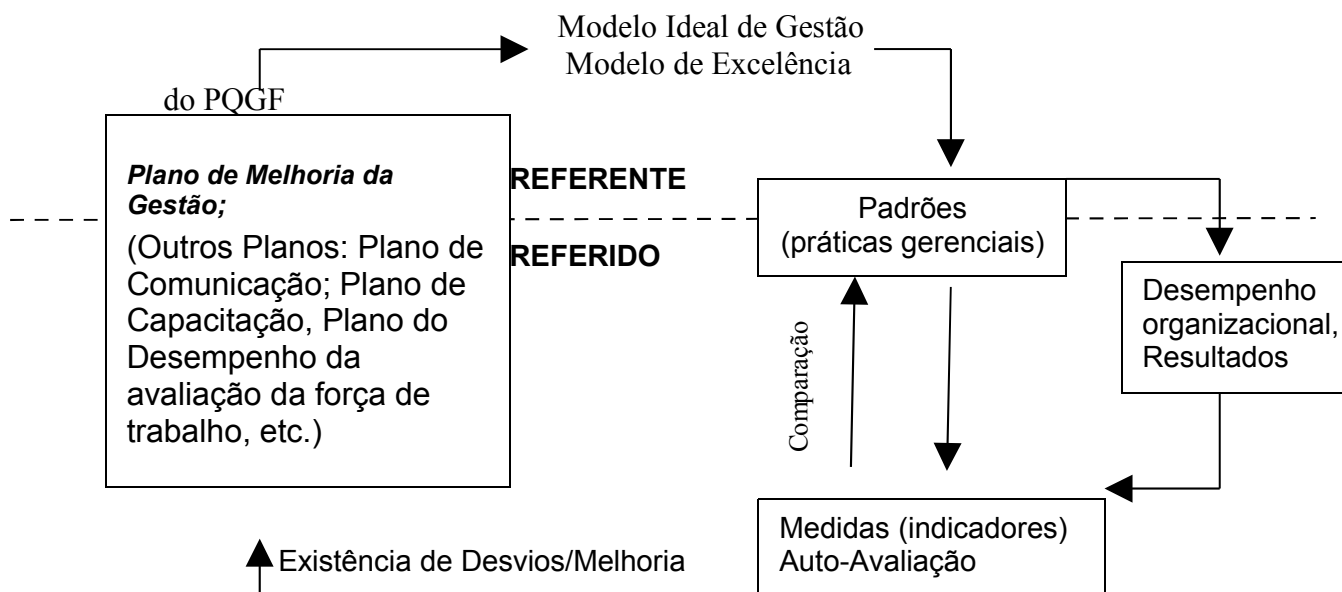 Modelo Ideal de Gestão
Modelo de Excelência
do PQGF
Plano de Melhoria da
Gestão;
(Outros Planos: Plano de
Comunicação; Plano de
Capacitação, Plano do
Desempenho da
avaliação da força de
trabalho, etc.)
REFERENTE
REFERIDO
Padrões
(práticas gerenciais)
Desempenho
organizacional,
Resultados
Comparação
Medidas (indicadores)
Auto-Avaliação
Existência de Desvios/Melhoria